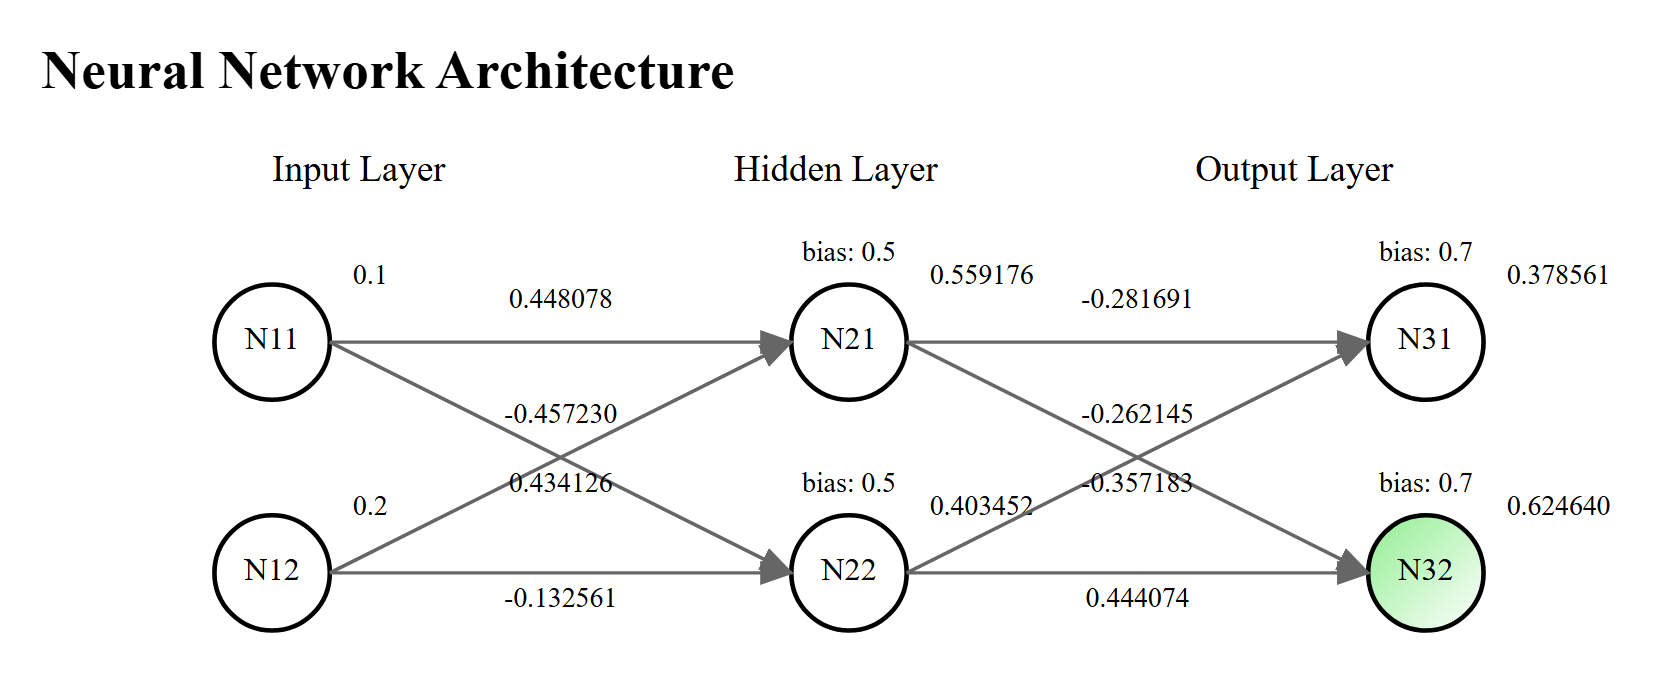 Neural Network Architecture
Input Layer
Hidden Layer
Output Layer
bias: 0.5
bias: 0.7
0.1
0.559176
0.378561
0.448078
-0.281691
N11
N21
N31
-0.457230
-0.262145
0.434126
bias: 0.5
-0.357183
bias: 0.7
0.2
0.403452
0.624640
N12
N22
N32
-0.132561
0.444074